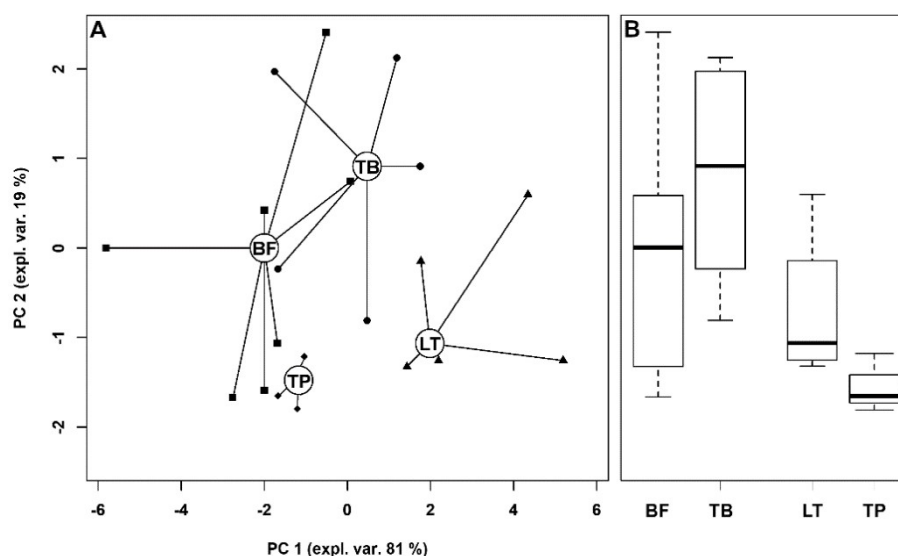 A
B
2
1
0
-1
-2
PC 2 (expl. var. 19 %)
TB
BF
LT
TP
-6 -4 -2 0 2 4 6
PC 1 (expl. var. 81 %)
BF TB LT TP